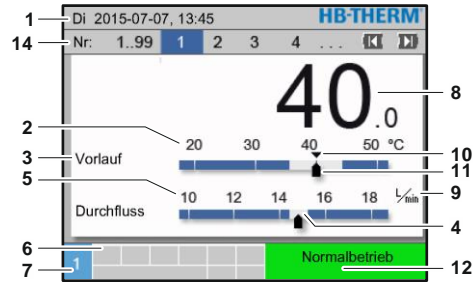 1 Di 2015-07-07, 13:45 HB-THERM
14 Nr: 1..99 1 2 3 4 ...
40.0 8
2 20 30 40 50 °C 10
3 Vorlauf 11
5 10 12 14 16 18 L/min 9
Durchfluss 4
6
7 1 Normalbetrieb 12